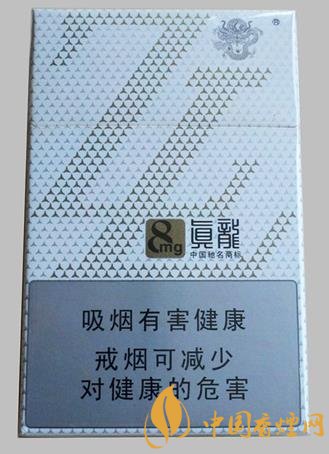 ®
8mg
眞龍
中国驰名商标
吸烟有害健康
戒烟可减少
对健康的危害
中国香烟网